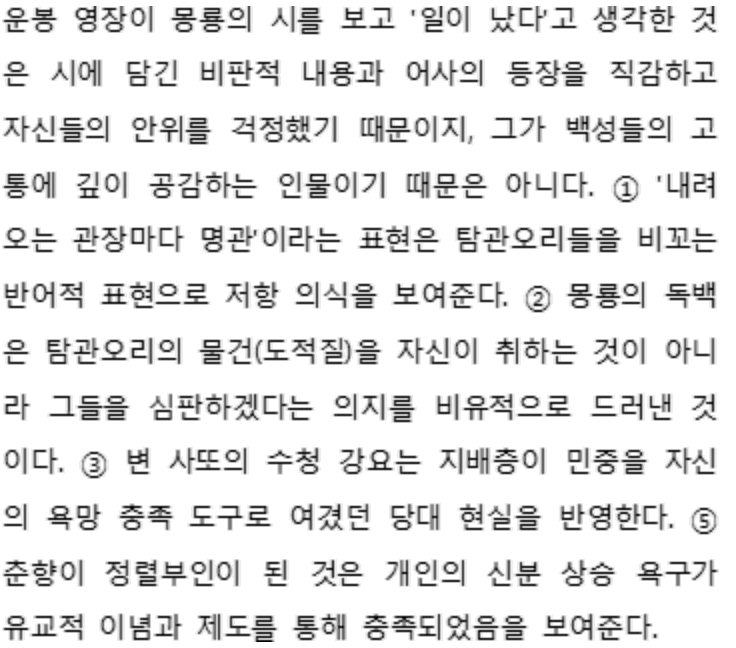 운봉 영장이 몽룡의 시를 보고 '일이 났다'고 생각한 것
은 시에 담긴 비판적 내용과 어사의 등장을 직감하고
자신들의 안위를 걱정했기 때문이지, 그가 백성들의 고
통에 깊이 공감하는 인물이기 때문은 아니다. ① '내려
오는 관장마다 명관'이라는 표현은 탐관오리들을 비꼬는
반어적 표현으로 저항 의식을 보여준다. ② 몽룡의 독백
은 탐관오리의 물건(도적질)을 자신이 취하는 것이 아니
라 그들을 심판하겠다는 의지를 비유적으로 드러낸 것
이다. ③ 변 사또의 수청 강요는 지배층이 민중을 자신
의 욕망 충족 도구로 여겼던 당대 현실을 반영한다. ⑤
춘향이 정렬부인이 된 것은 개인의 신분 상승 욕구가
유교적 이념과 제도를 통해 충족되었음을 보여준다.